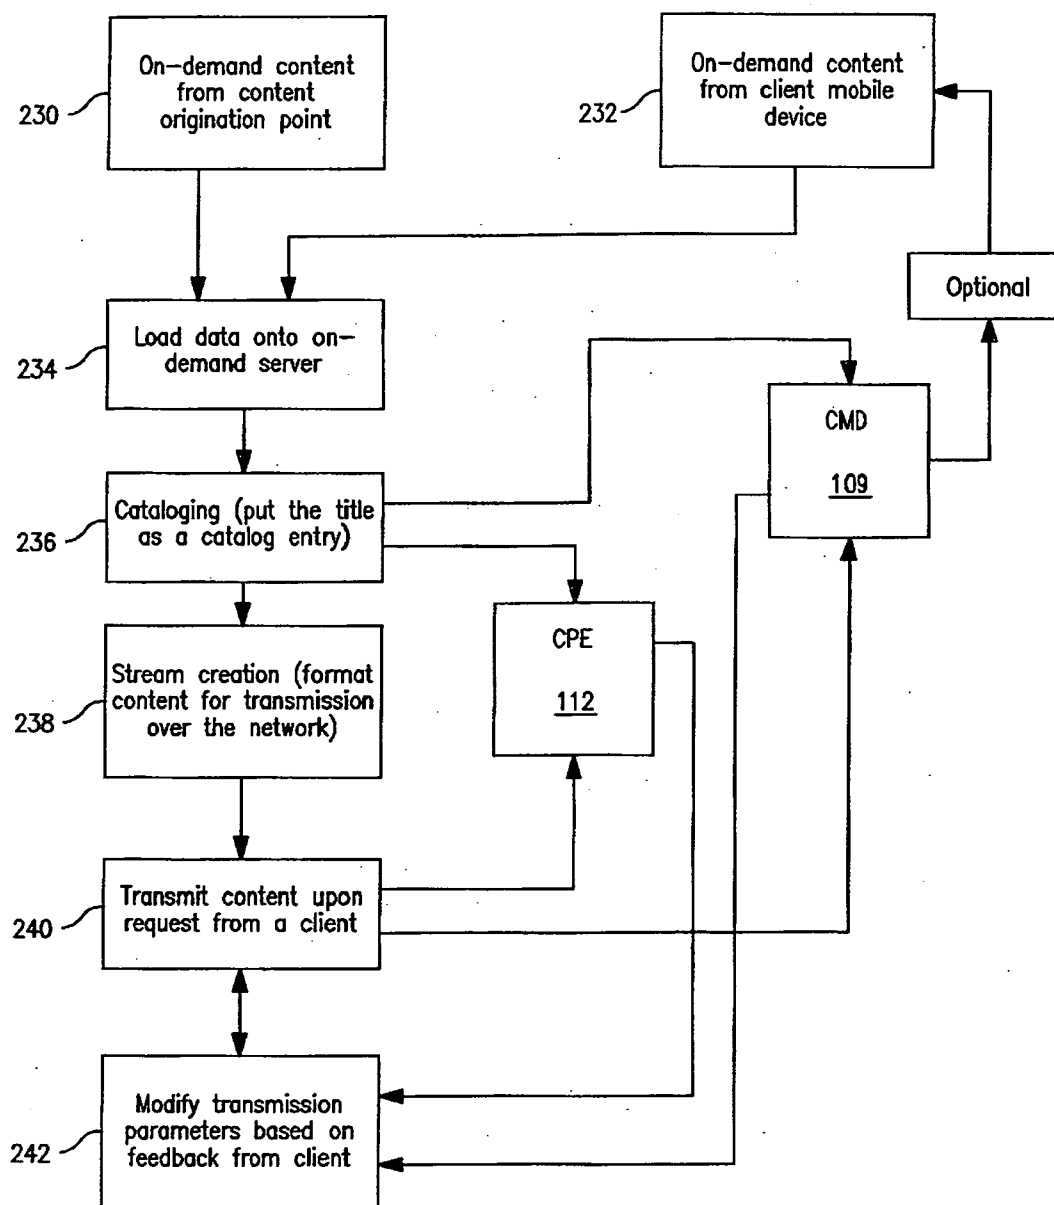 On-demand content
from content
origination point
230
On-demand content
from client mobile
device
232
Optional
Load data onto on-
demand server
234
CMD
109
Cataloging (put the title
as a catalog entry)
236
CPE
112
Stream creation (format
content for transmission
over the network)
238
Transmit content upon
request from a client
240
Modify transmission
parameters based on
feedback from client
242